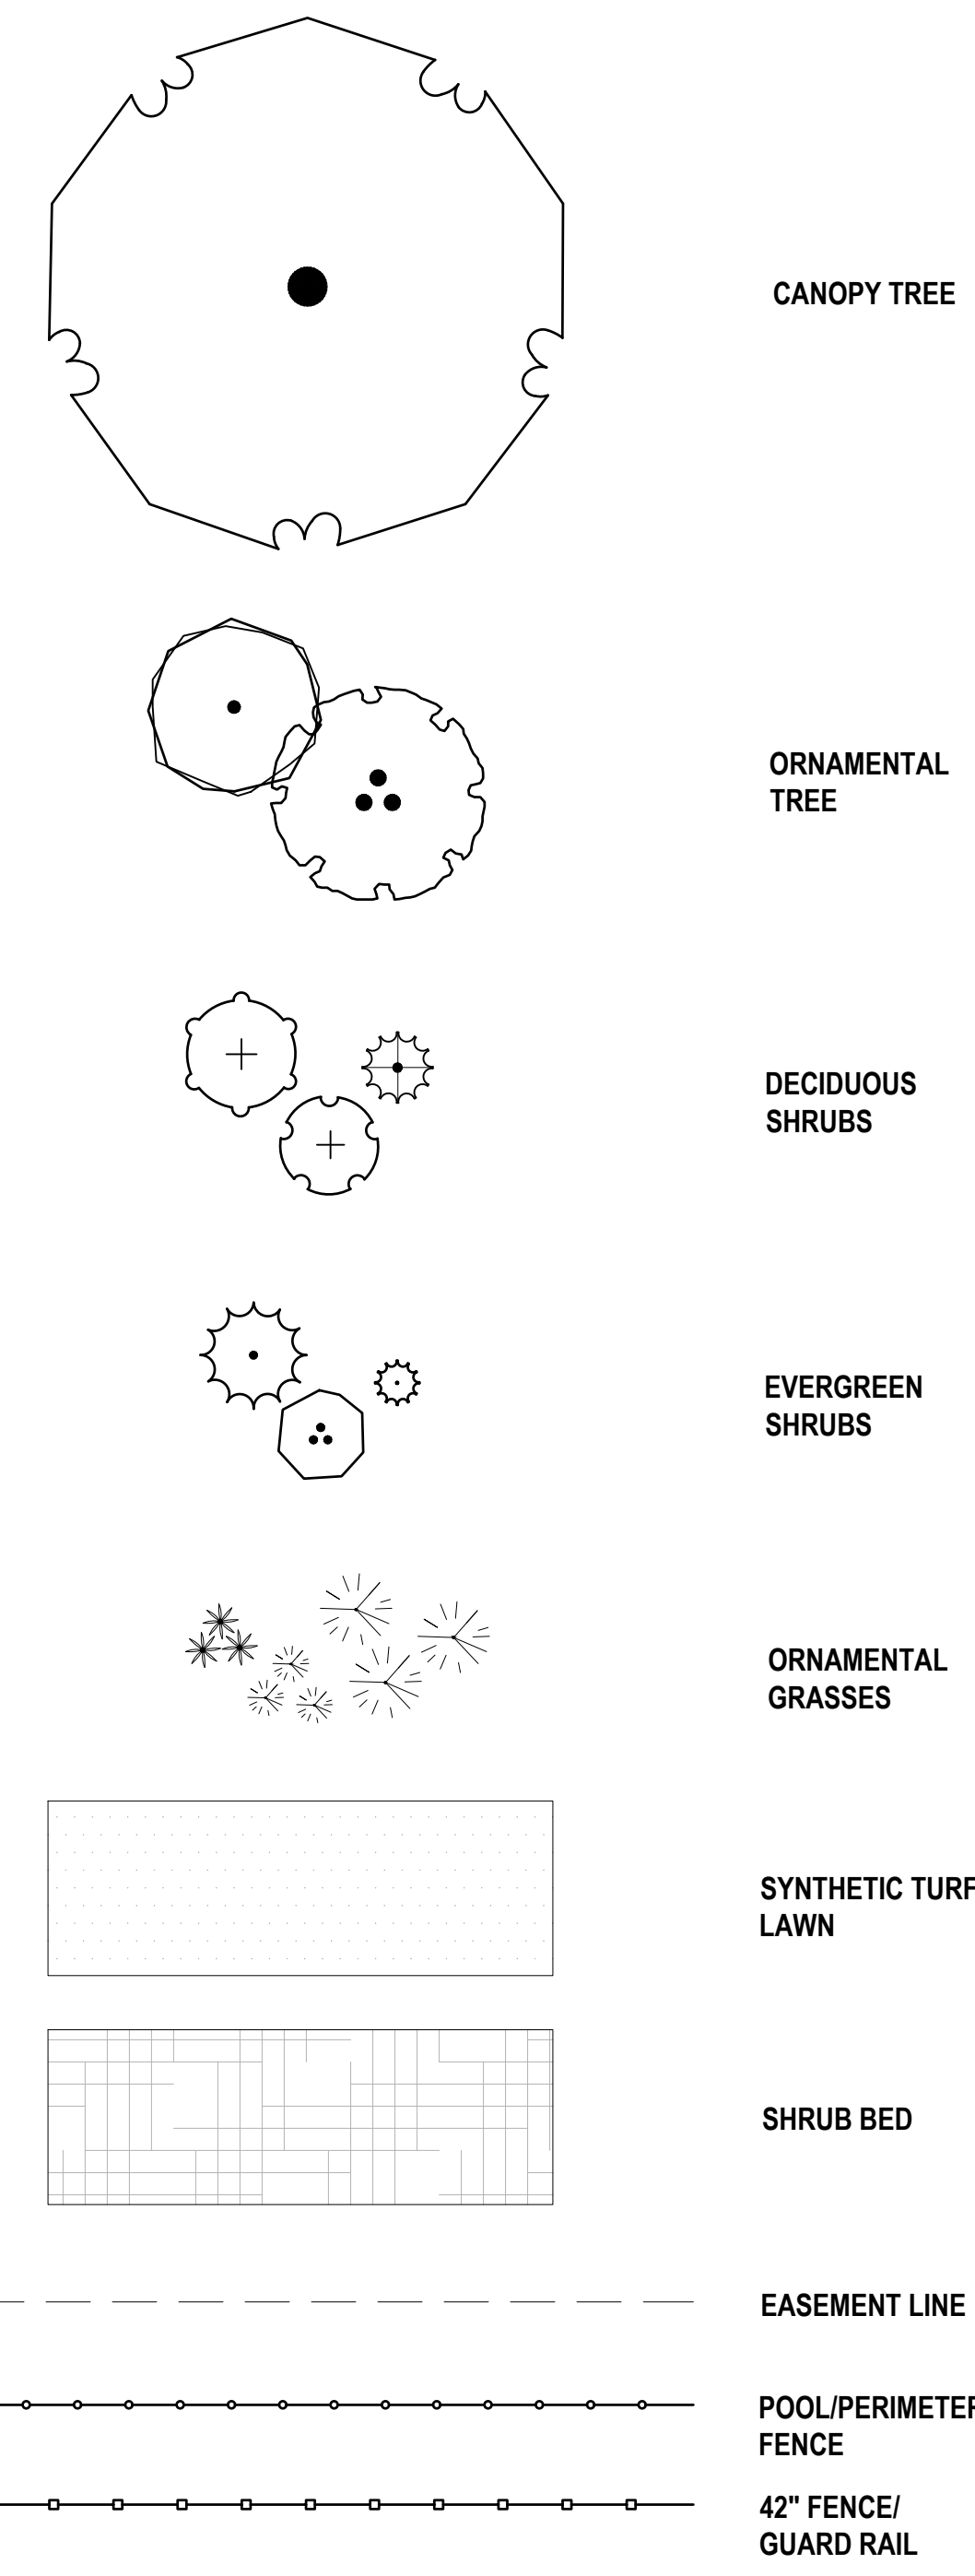 CANOPY TREE
ORNAMENTAL
TREE
DECIDUOUS
SHRUBS
EVERGREEN
SHRUBS
ORNAMENTAL
GRASSES
SYNTHETIC TURF
LAWN
SHRUB BED
EASEMENT LINE
POOL/PERIMETER
FENCE
42" FENCE/
GUARD RAIL